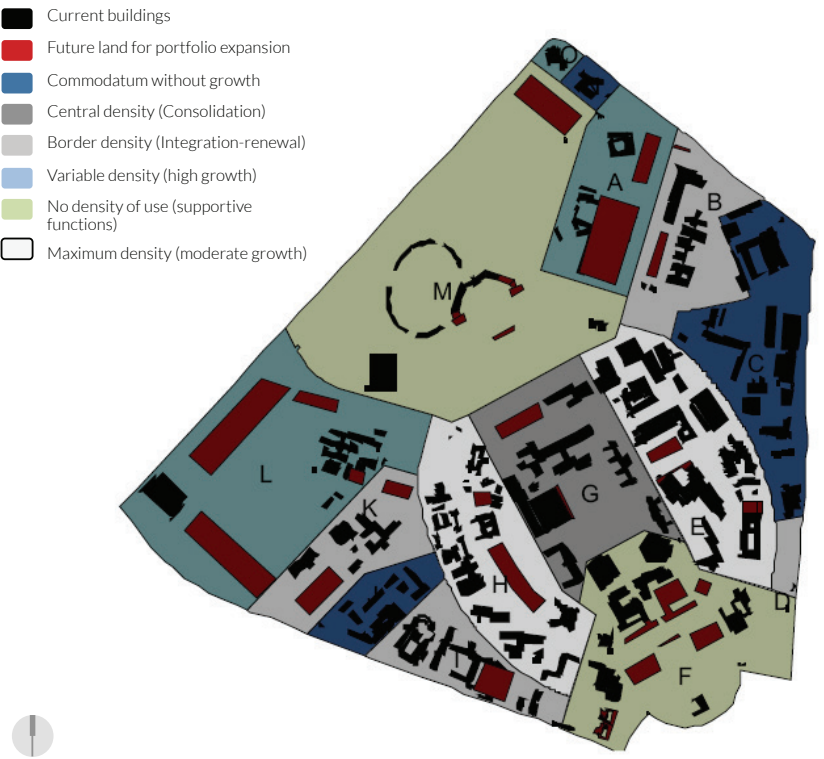 Current buildings
Future land for portfolio expansion
Commodatum without growth
Central density (Consolidation)
Border density (Integration-renewal)
Variable density (high growth)
No density of use (supportive
functions)
Maximum density (moderate growth)
O
A
B
M
C
L
K
G
E
H
D
I
F